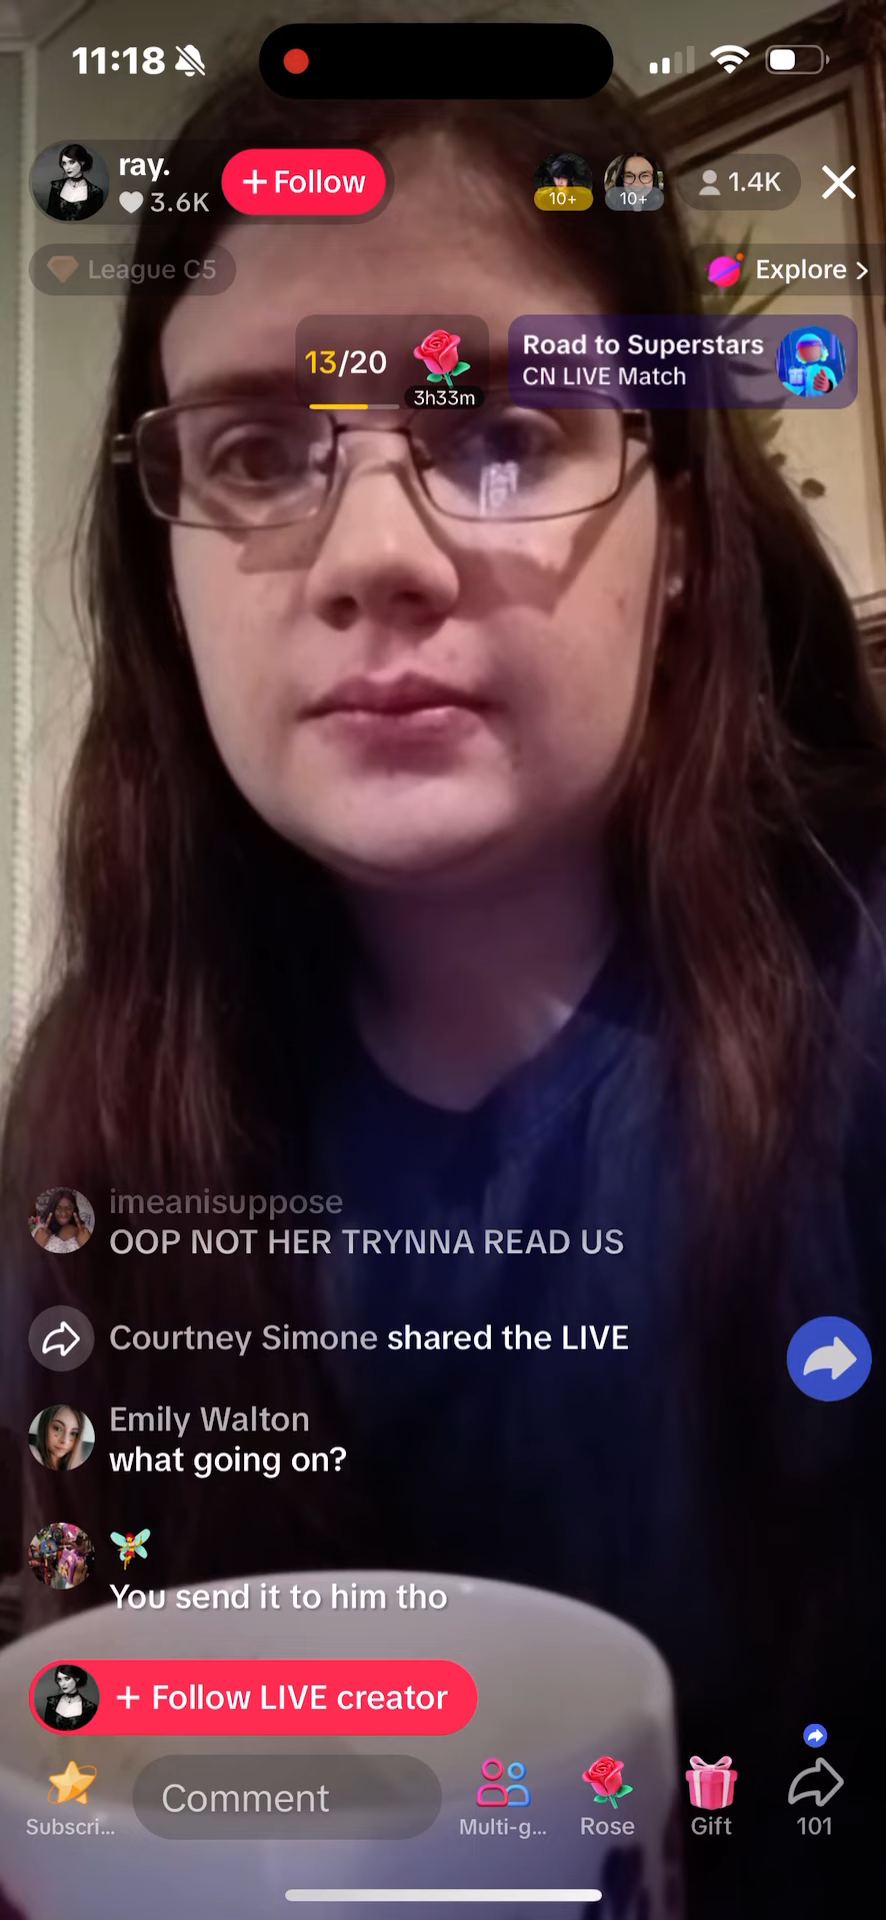 11:18
ray.
3.6K
+ Follow
10+
10+
1.4K
League C5
Explore >
13/20
3h33m
Road to Superstars
CN LIVE Match
imeanisuppose
OOP NOT HER TRYNNA READ US
Courtney Simone shared the LIVE
Emily Walton
what going on?
You send it to him tho
+ Follow LIVE creator
Subscri...
Comment
Multi-g...
Rose
Gift
101